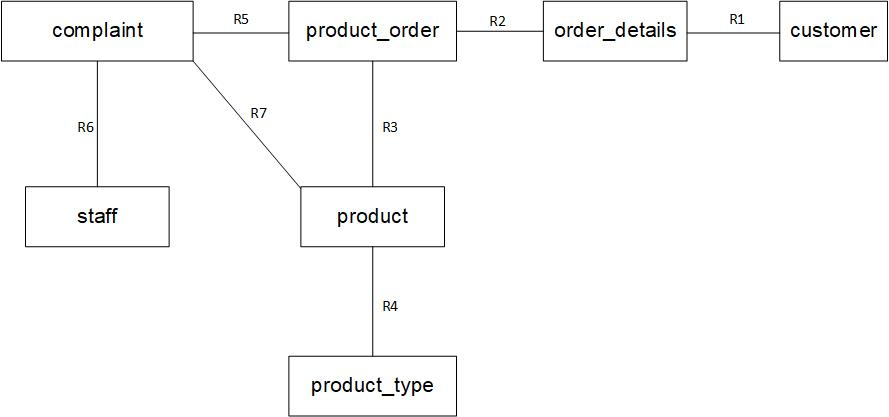 complaint
R5
product_order
R2
order_details
R1
customer
R6
R7
R3
staff
product
R4
product_type